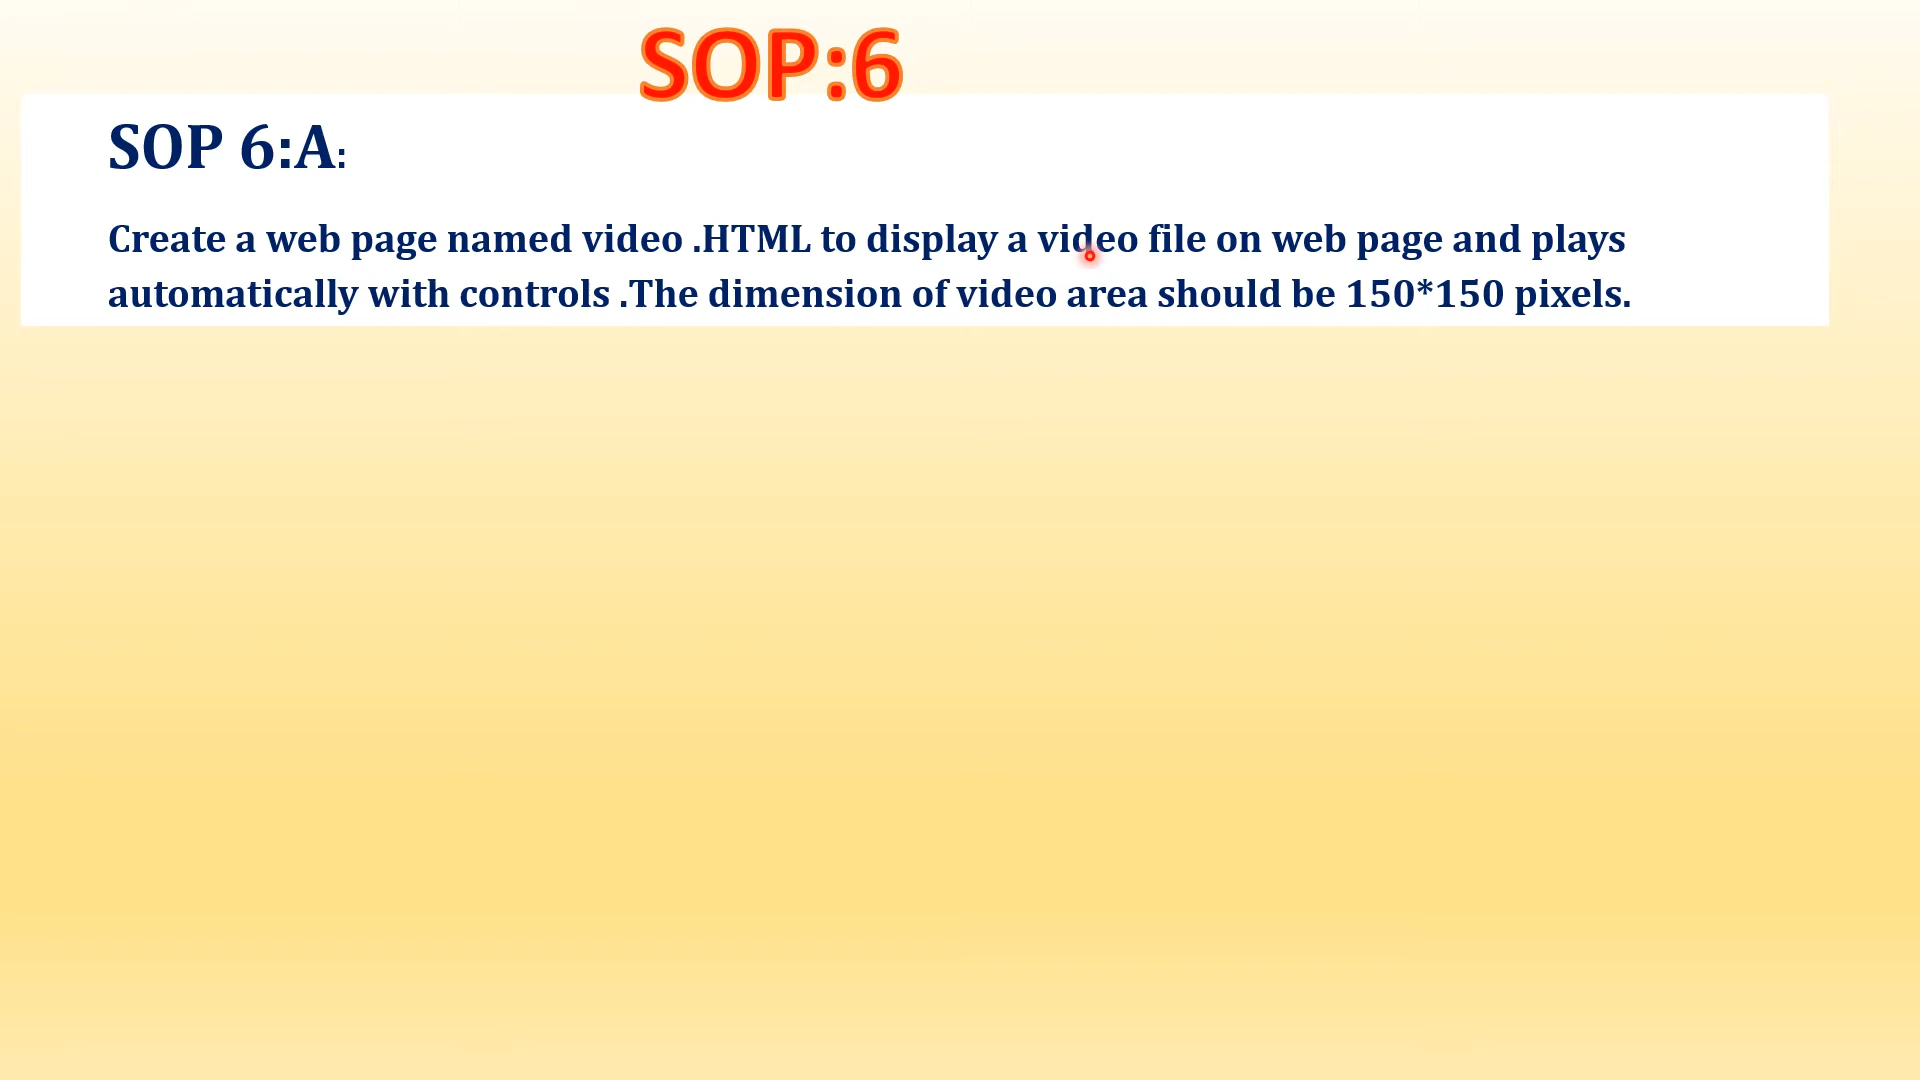 SOP:6
SOP 6:A:
Create a web page named video .HTML to display a video file on web page and plays
automatically with controls .The dimension of video area should be 150*150 pixels.